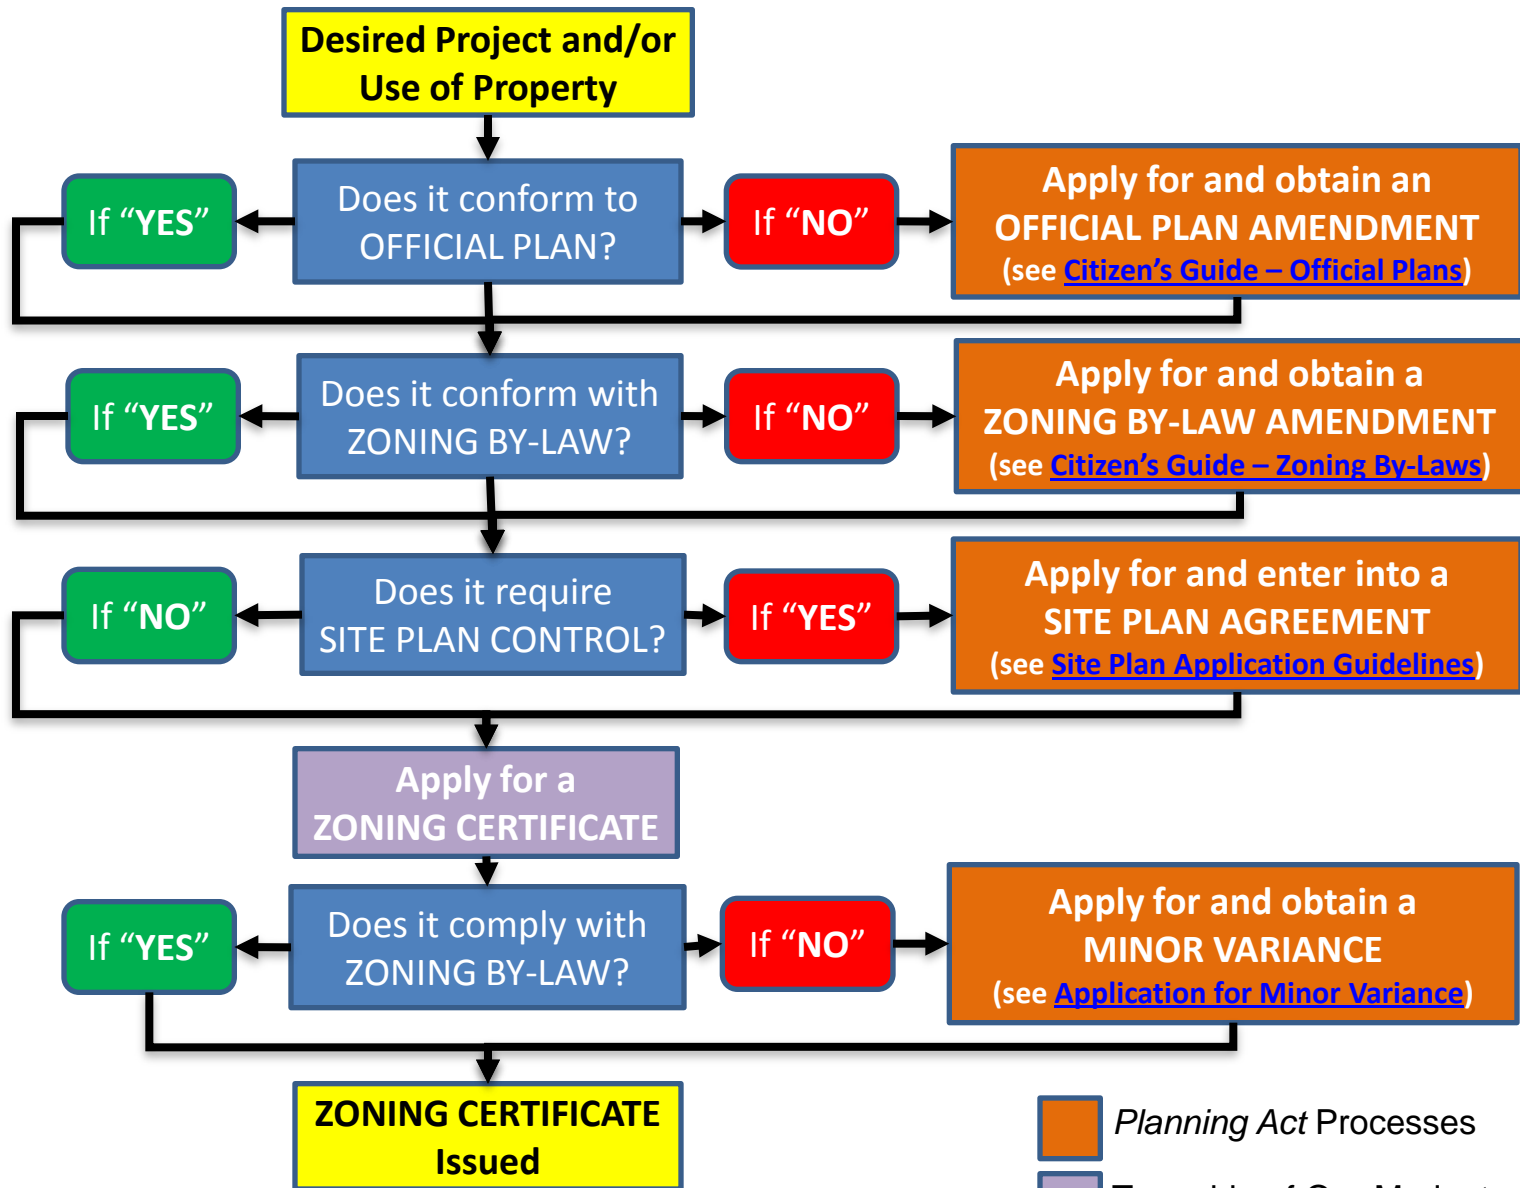 Desired Project and/or
Use of Property
If “YES”
Does it conform to
OFFICIAL PLAN?
If “NO”
Apply for and obtain an
OFFICIAL PLAN AMENDMENT
(see Citizen’s Guide – Official Plans)
If “YES”
Does it conform with
ZONING BY-LAW?
If “NO”
Apply for and obtain a
ZONING BY-LAW AMENDMENT
(see Citizen’s Guide – Zoning By-Laws)
If “NO”
Does it require
SITE PLAN CONTROL?
If “YES”
Apply for and enter into a
SITE PLAN AGREEMENT
(see Site Plan Application Guidelines)
Apply for a
ZONING CERTIFICATE
If “YES”
Does it comply with
ZONING BY-LAW?
If “NO”
Apply for and obtain a
MINOR VARIANCE
(see Application for Minor Variance)
ZONING CERTIFICATE
Issued
Planning Act Processes